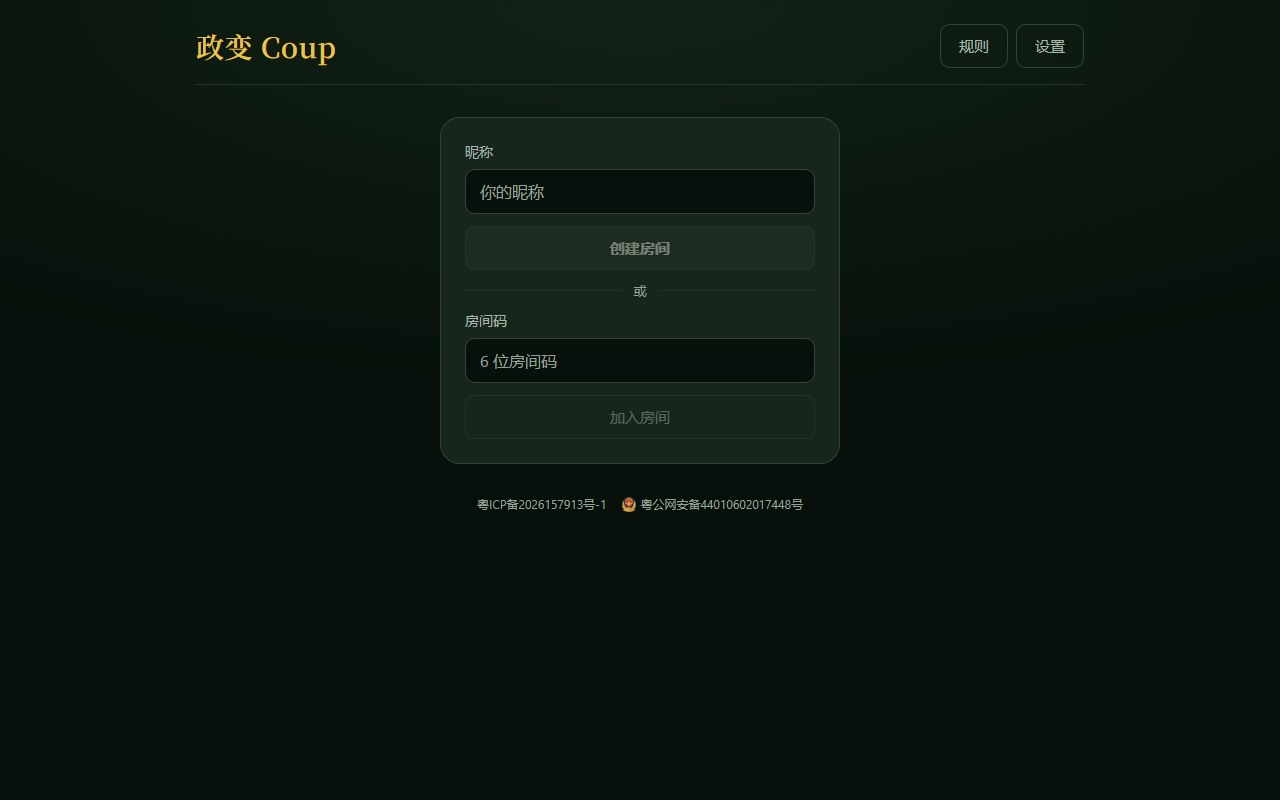 政变 Coup
规则 设置
昵称
你的昵称
创建房间
或
房间码
6 位房间码
加入房间
粤ICP备2026157913号-1 粤公网安备44010602017448号